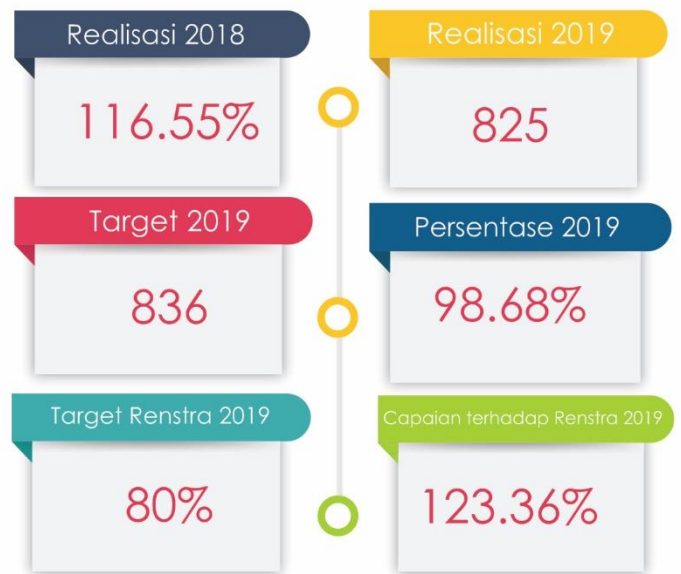 Realisasi 2018
116.55%
Realisasi 2019
825
Target 2019
836
Persentase 2019
98.68%
Target Renstra 2019
80%
Capaian terhadap Renstra 2019
123.36%